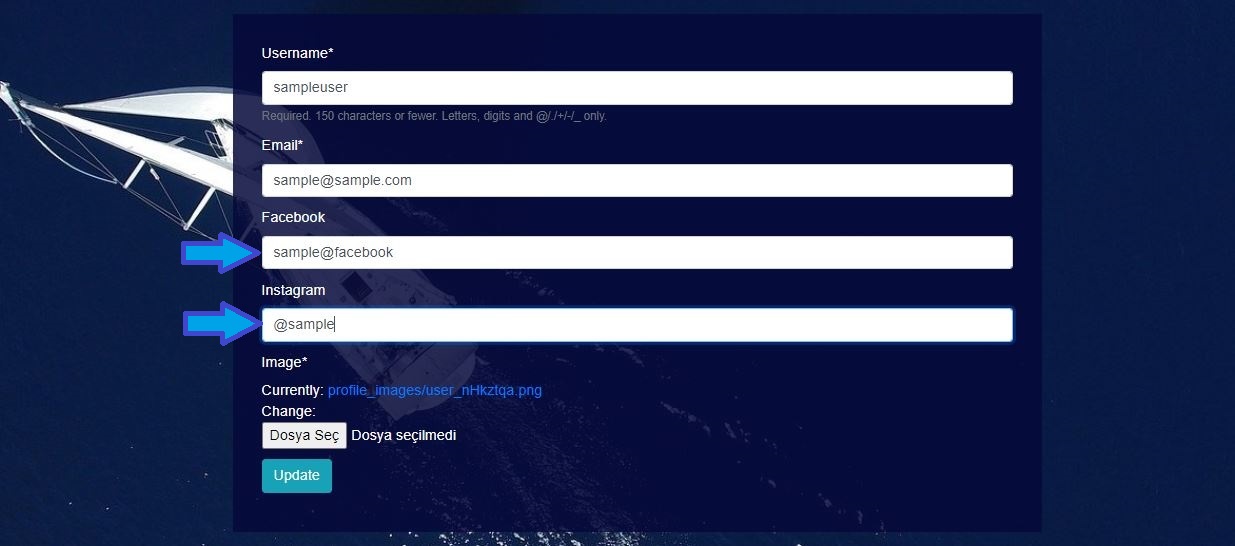 Username*
sampleuser
Required. 150 characters or fewer. Letters, digits and @/./+/-/_ only.
Email*
sample@sample.com
Facebook
sample@facebook
Instagram
@sample
Image*
Currently: profile_images/user_nHkztqa.png
Change:
Dosya Seç Dosya seçilmedi
Update